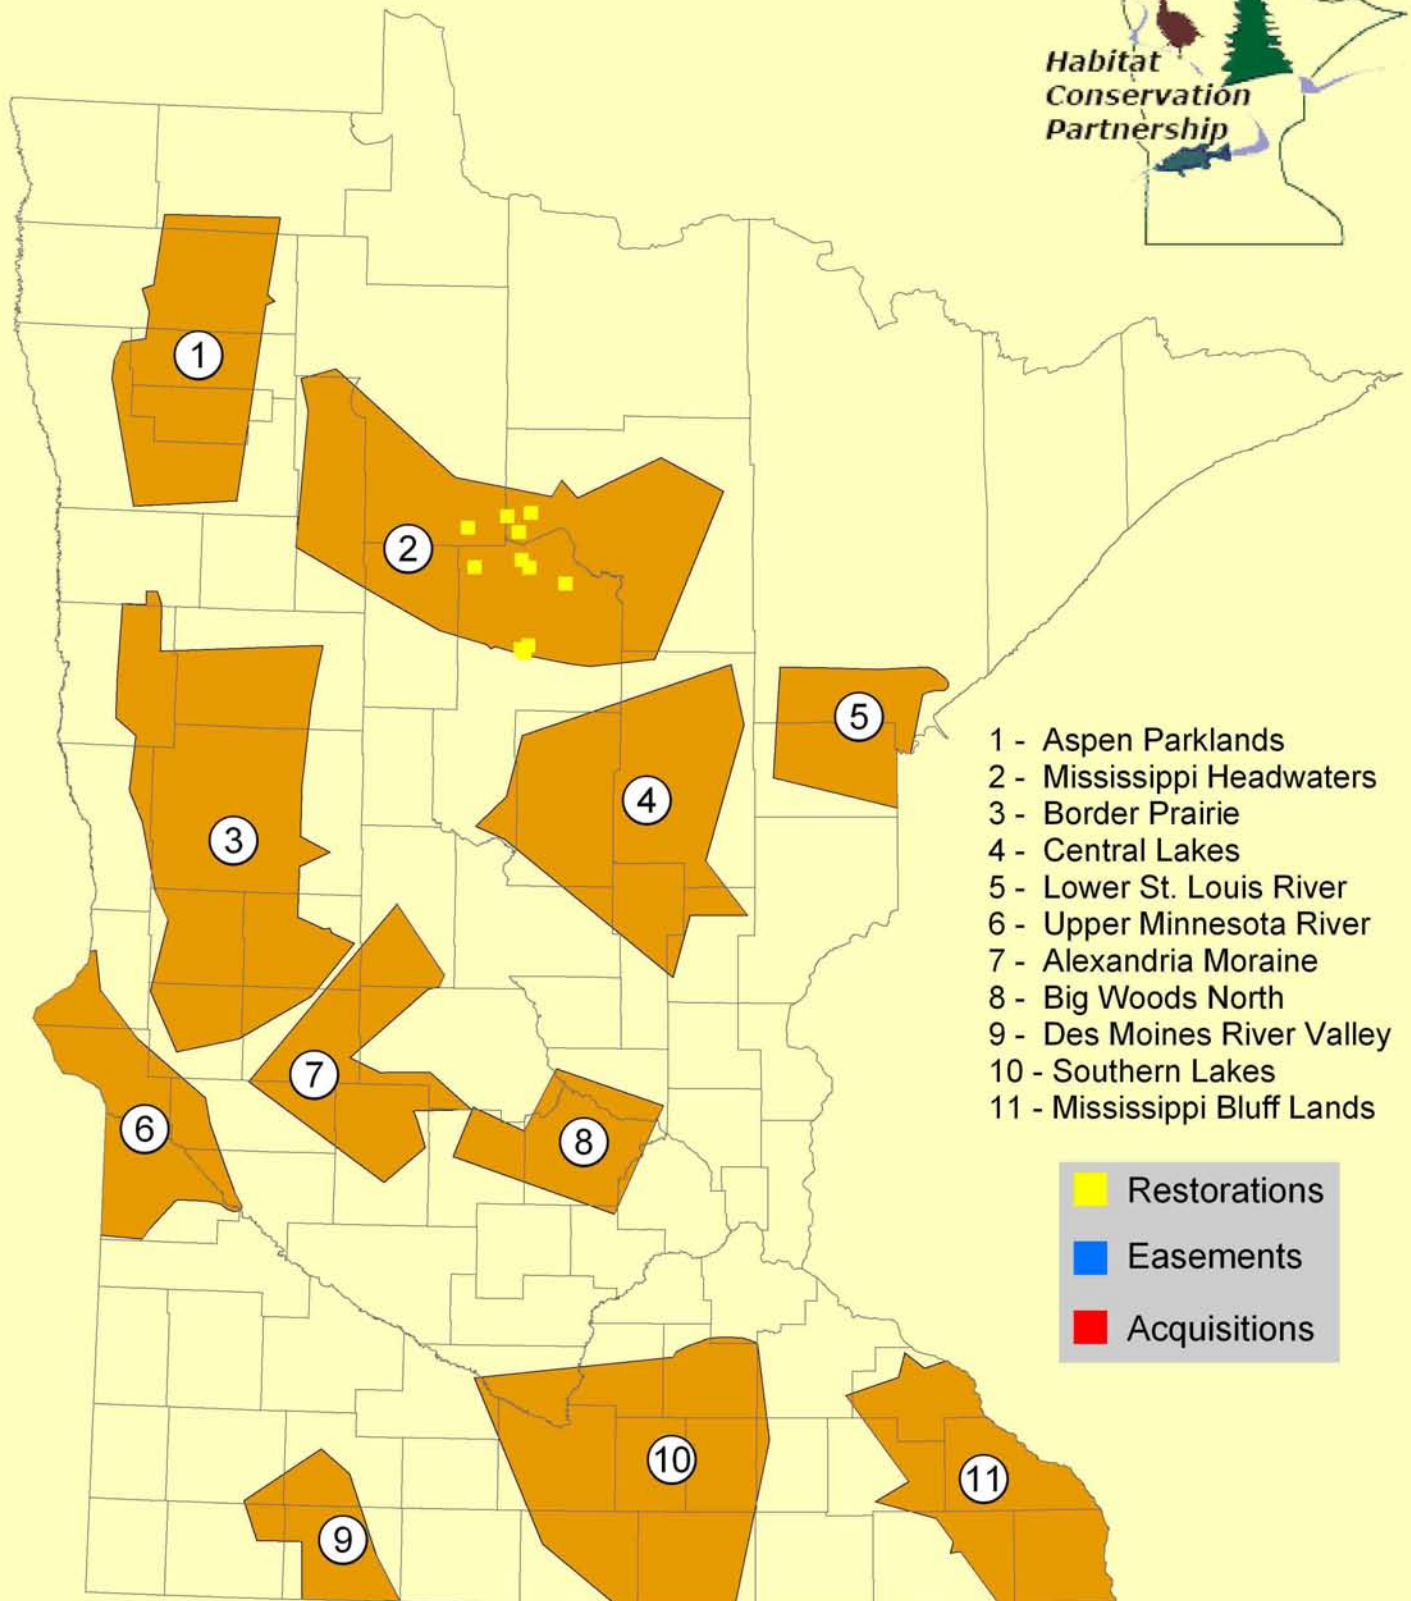 Habitat
Conservation
Partnership
1
2
3
4
5
6
7
8
9
10
11
1 - Aspen Parklands
2 - Mississippi Headwaters
3 - Border Prairie
4 - Central Lakes
5 - Lower St. Louis River
6 - Upper Minnesota River
7 - Alexandria Moraine
8 - Big Woods North
9 - Des Moines River Valley
10 - Southern Lakes
11 - Mississippi Bluff Lands
Restorations
Easements
Acquisitions